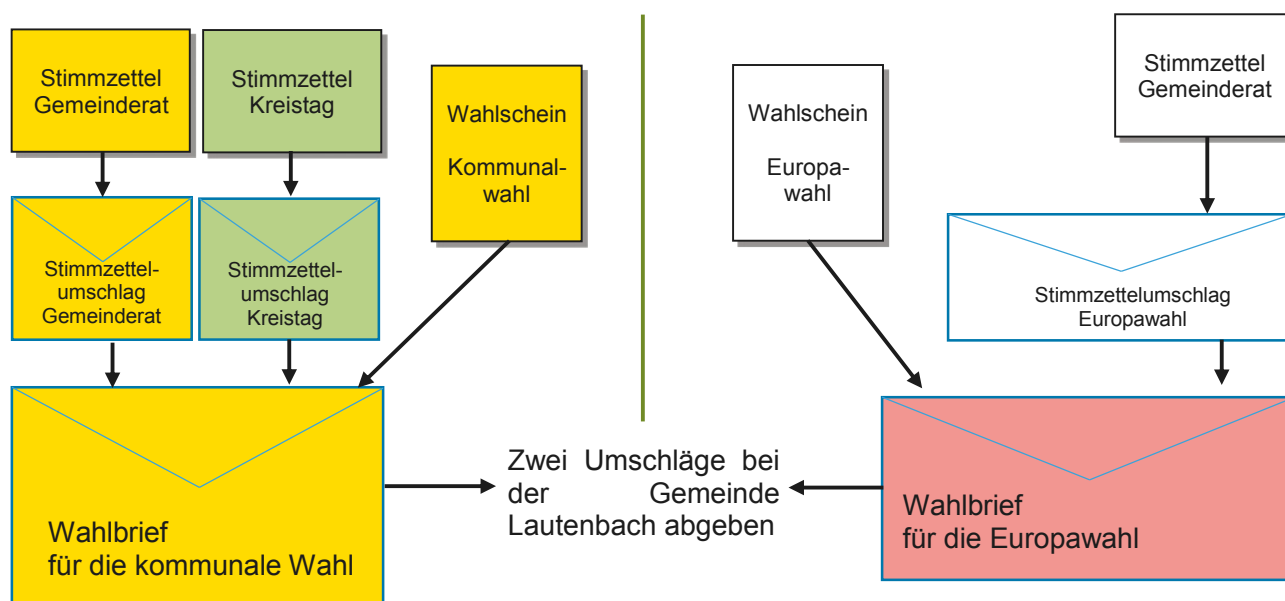 Stimmzettel
Gemeinderat
Stimmzettel
Kreistag
Wahlschein
Kommunal-
wahl
Stimmzettel-
umschlag
Gemeinderat
Stimmzettel-
umschlag
Kreistag
Wahlbrief
für die kommunale Wahl
Zwei Umschläge bei
der Gemeinde
Lautenbach abgeben
Wahlschein
Europa-
wahl
Stimmzettel
Gemeinderat
Stimmzettelumschlag
Europawahl
Wahlbrief
für die Europawahl